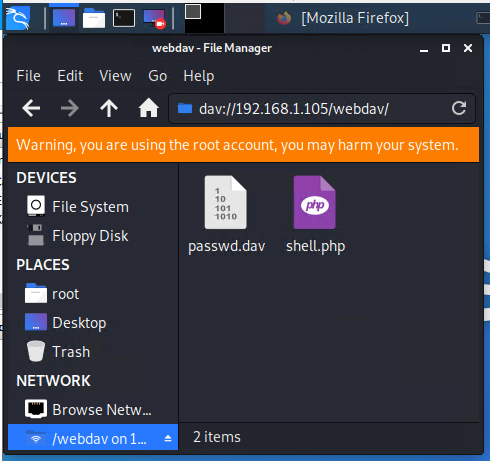 [Mozilla Firefox]
webdav - File Manager
File Edit View Go Help
dav://192.168.1.105/webdav/
Warning, you are using the root account, you may harm your system.
DEVICES
File System
Floppy Disk
PLACES
root
Desktop
Trash
NETWORK
Browse Netw...
/webdav on 1...
1
10
101
1010
passwd.dav
php
shell.php
2 items